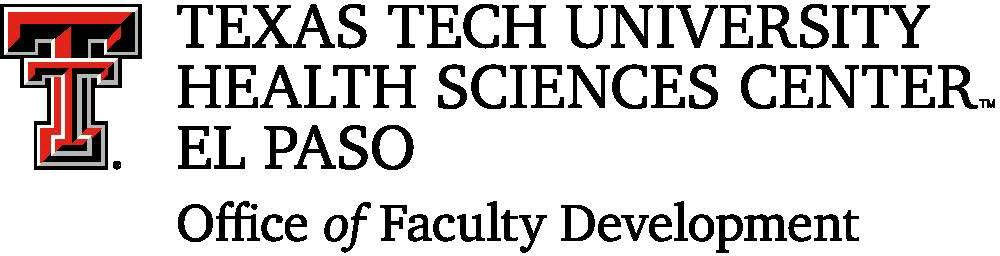 TEXAS TECH UNIVERSITY
HEALTH SCIENCES CENTER™
EL PASO
Office of Faculty Development